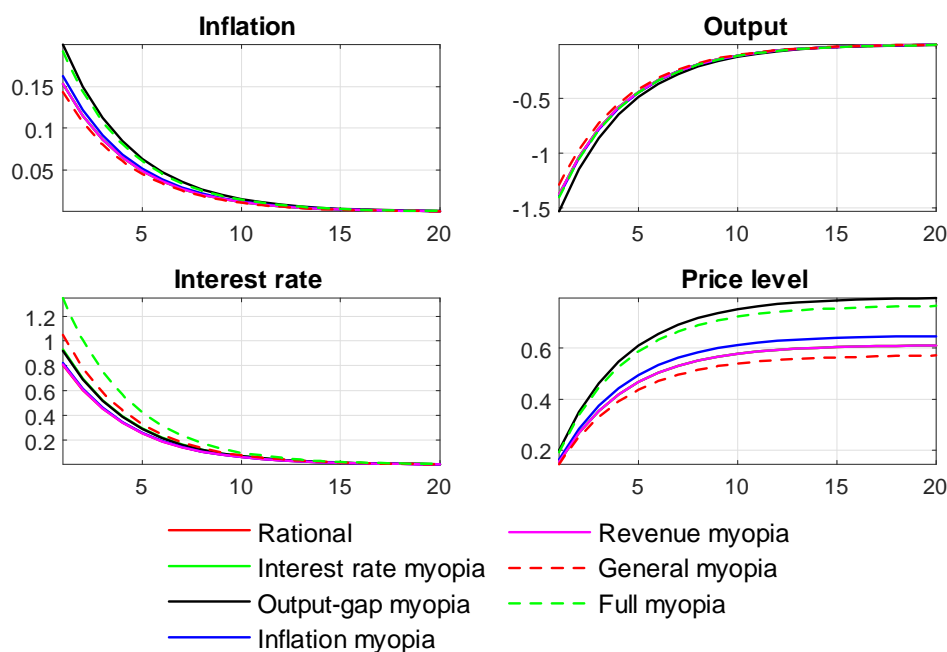 Inflation
0.15
0.1
0.05
5
10
15
20
Output
-0.5
-1
-1.5
5
10
15
20
Interest rate
1.2
1
0.8
0.6
0.4
0.2
5
10
15
20
Price level
0.6
0.4
0.2
5
10
15
20
Rational
Interest rate myopia
Output-gap myopia
Inflation myopia
Revenue myopia
General myopia
Full myopia